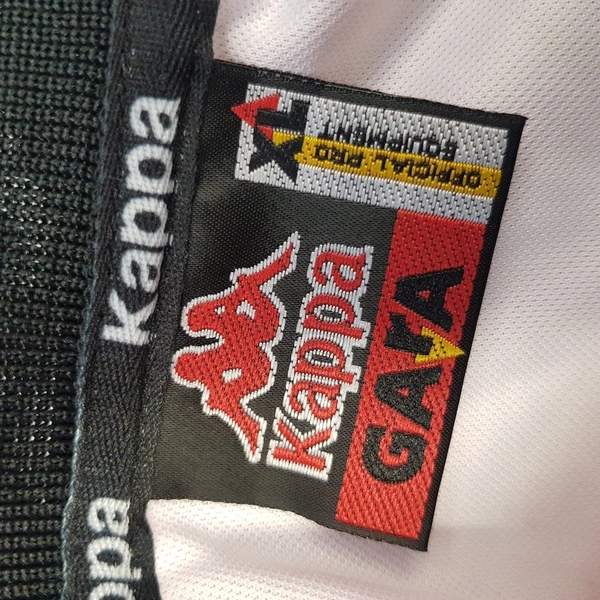 Kappa
Kappa
GARA
XL
OFFICIAL PRO
EQUIPMENT